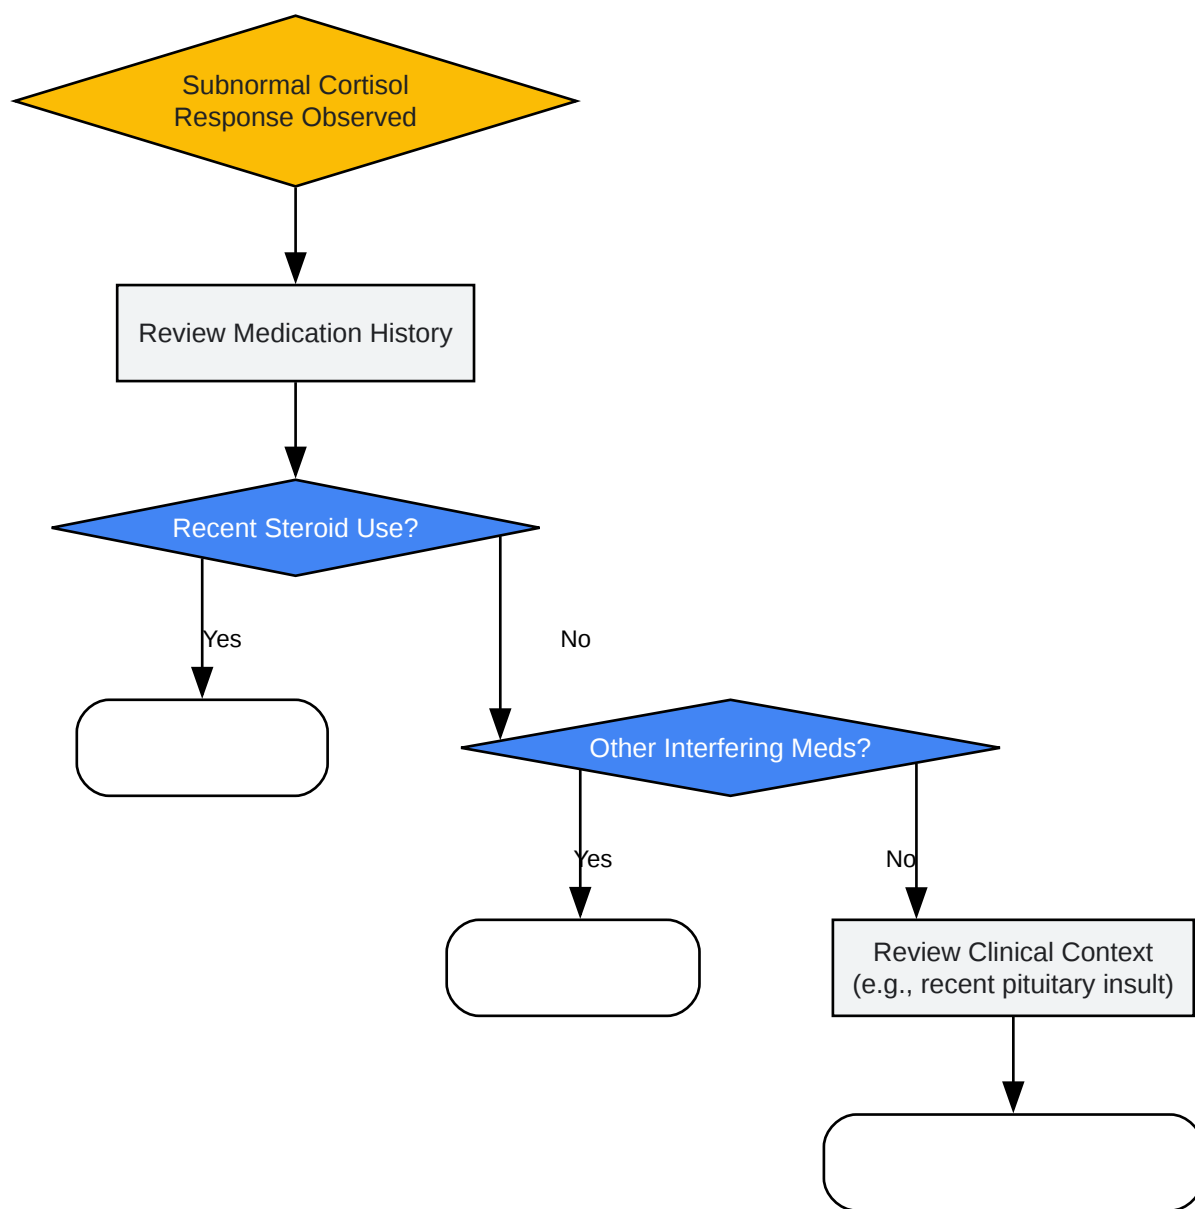 Subnormal Cortisol
Response Observed
Review Medication History
Recent Steroid Use?
Yes
No
Other Interfering Meds?
Yes
No
Review Clinical Context
(e.g., recent pituitary insult)